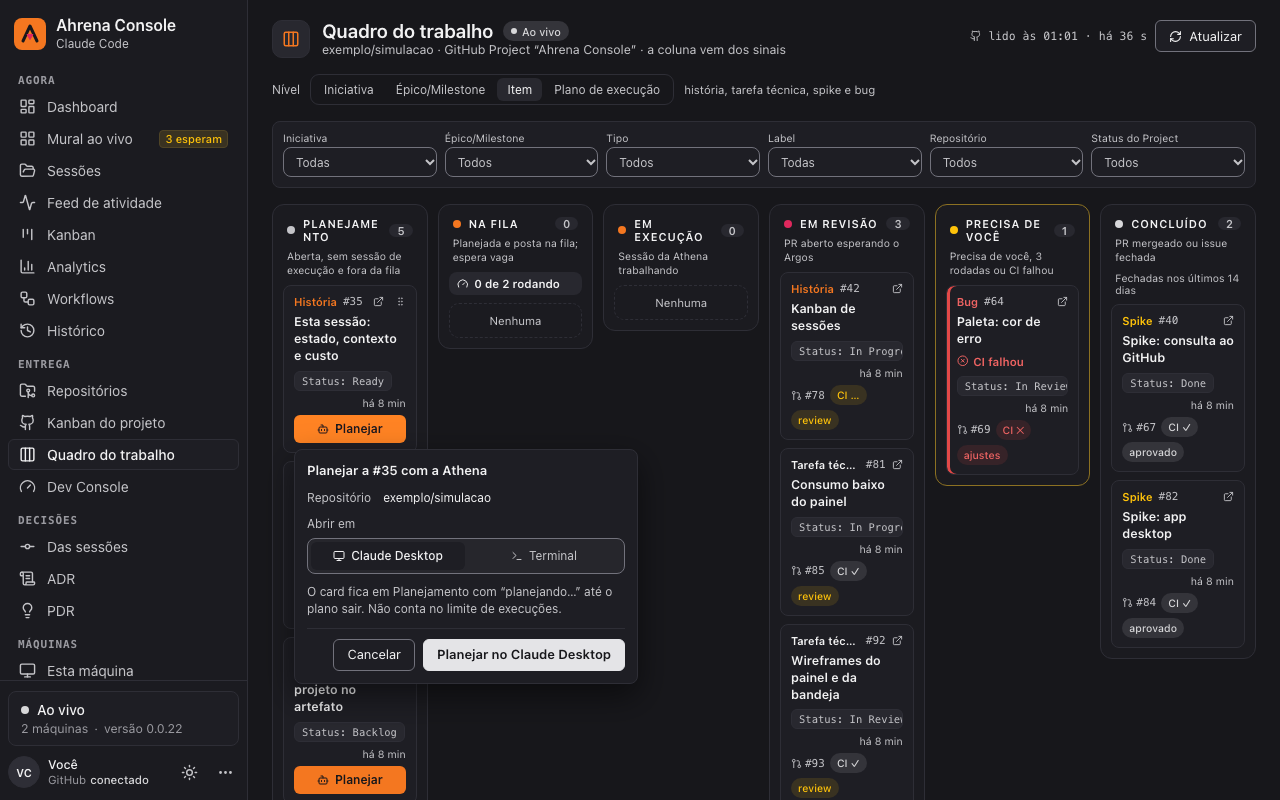 Ahrena Console
Claude Code
AGORA
Dashboard
Mural ao vivo
3 esperam
Sessões
Feed de atividade
Kanban
Analytics
Workflows
Histórico
ENTREGA
Repositórios
Kanban do projeto
Quadro do trabalho
Dev Console
DECISÕES
Das sessões
ADR
PDR
MÁQUINAS
Esta máquina
Ao vivo
2 máquinas · versão 0.0.22
VC
Você
GitHub conectado
Quadro do trabalho
Ao vivo
exemplo/simulacao · GitHub Project “Ahrena Console” · a coluna vem dos sinais
lido às 01:01 · há 36 s
Atualizar
Nível
Iniciativa
Épico/Milestone
Item
Plano de execução
história, tarefa técnica, spike e bug
Iniciativa
Todas
Épico/Milestone
Todos
Tipo
Todos
Label
Todas
Repositório
Todos
Status do Project
Todos
PLANEJAME
NTO
5
Aberta, sem sessão de
execução e fora da fila
História #35
Esta sessão:
estado, contexto
e custo
Status: Ready
há 8 min
Planejar
projeto no
artefato
Status: Backlog
há 8 min
Planejar
NA FILA
0
Planejada e posta na fila;
espera vaga
0 de 2 rodando
Nenhuma
EM
EXECUÇÃO
0
Sessão da Athena
trabalhando
Nenhuma
EM REVISÃO
3
PR aberto esperando o
Argos
História #42
Kanban de
sessões
Status: In Progre
há 8 min
#78 CI ...
review
Tarefa téc... #81
Consumo baixo
do painel
Status: In Progre
há 8 min
#85 CI
review
Tarefa téc... #92
Wireframes do
painel e da
bandeja
Status: In Review
há 8 min
#93 CI
review
PRECISA DE
VOCÊ
1
Precisa de você, 3
rodadas ou CI falhou
Bug #64
Paleta: cor de
erro
CI falhou
Status: In Review
há 8 min
#69 CI
ajustes
CONCLUÍDO
2
PR mergeado ou issue
fechada
Fechadas nos últimos 14
dias
Spike #40
Spike: consulta ao
GitHub
Status: Done
há 8 min
#67 CI
aprovado
Spike #82
Spike: app
desktop
Status: Done
há 8 min
#84 CI
aprovado
Planejar a #35 com a Athena
Repositório exemplo/simulacao
Abrir em
Claude Desktop
Terminal
O card fica em Planejamento com “planejando…” até o
plano sair. Não conta no limite de execuções.
Cancelar
Planejar no Claude Desktop